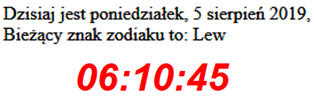 Dzisiaj jest poniedziałek, 5 sierpień 2019,
Bieżący znak zodiaku to: Lew
06:10:45